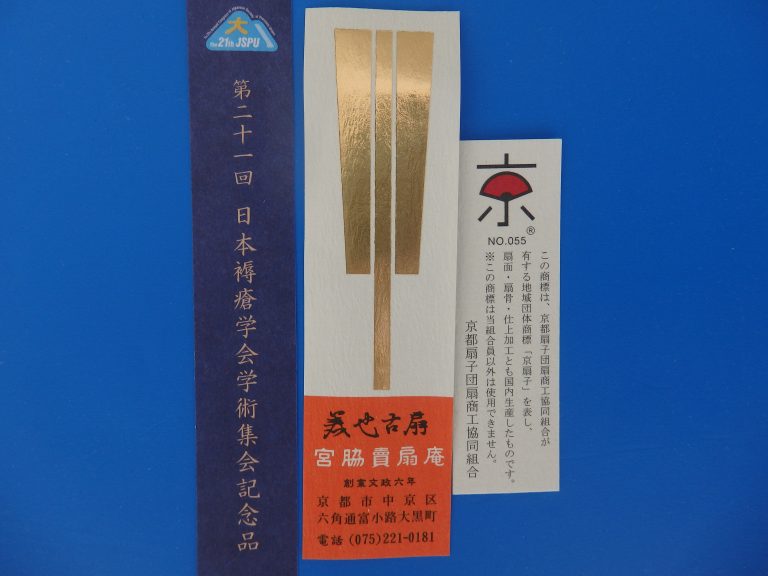 大
The 21th JSPU
第二十一回 日本褥瘡学会学術集会記念品
美也古扇
宮脇賣扇庵
創業文政六年
京都市中京区
六角通富小路大黒町
電話 (075)221-0181
京
®
NO.055
この商標は、京都扇子団扇商工協同組合が
有する地域団体商標「京扇子」を表し、
扇面・扇骨・仕上加工とも国内生産したものです。
※この商標は当組合員以外は使用できません。
京都扇子団扇商工協同組合